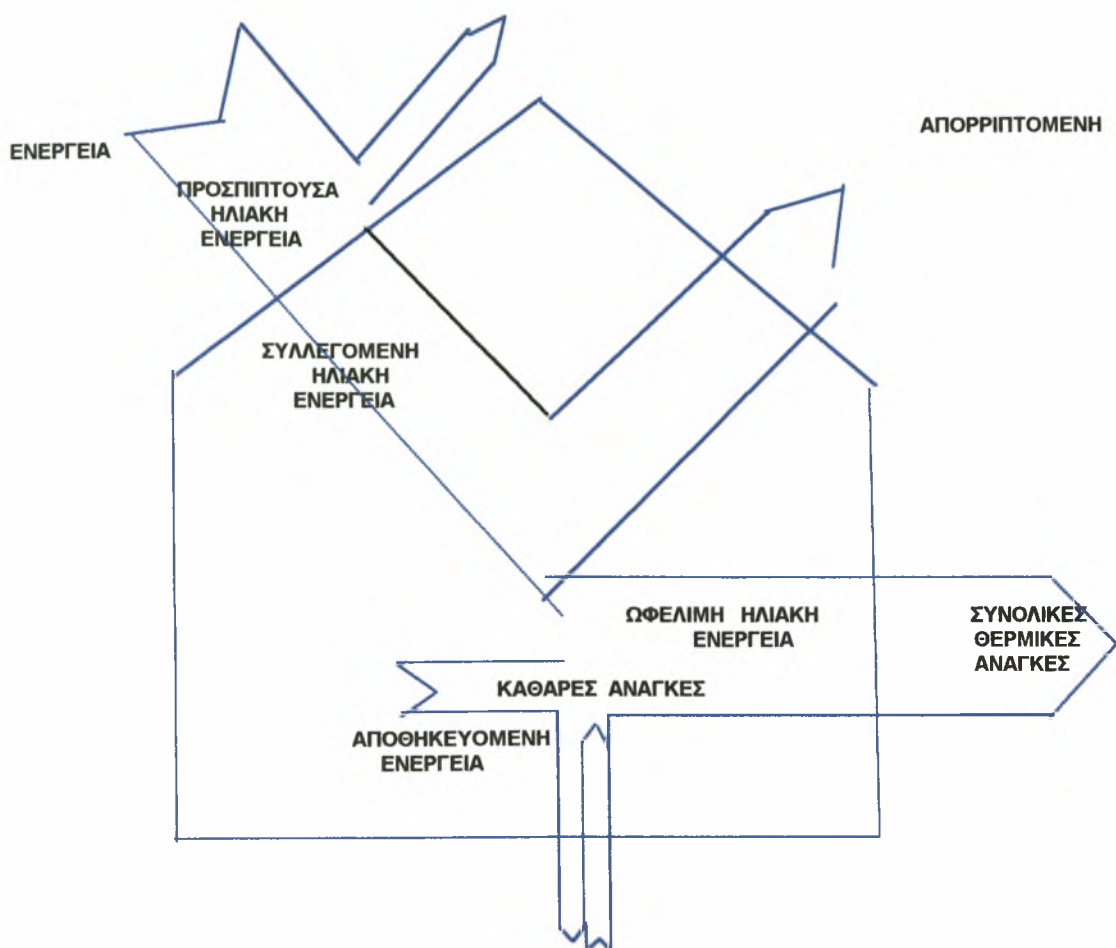 ΑΠΟΡΡΙΠΤΟΜΕΝΗ
ΕΝΕΡΓΕΙΑ
ΠΡΟΣΠΙΠΤΟΥΣΑ
ΗΛΙΑΚΗ
ΕΝΕΡΓΕΙΑ
ΣΥΛΛΕΓΟΜΕΝΗ
ΗΛΙΑΚΗ
ΕΝΕΡΓΕΙΑ
ΩΦΕΛΙΜΗ ΗΛΙΑΚΗ
ΕΝΕΡΓΕΙΑ
ΣΥΝΟΛΙΚΕΣ
ΘΕΡΜΙΚΕΣ
ΑΝΑΓΚΕΣ
ΚΑΘΑΡΕΣ ΑΝΑΓΚΕΣ
ΑΠΟΘΗΚΕΥΟΜΕΝΗ
ΕΝΕΡΓΕΙΑ